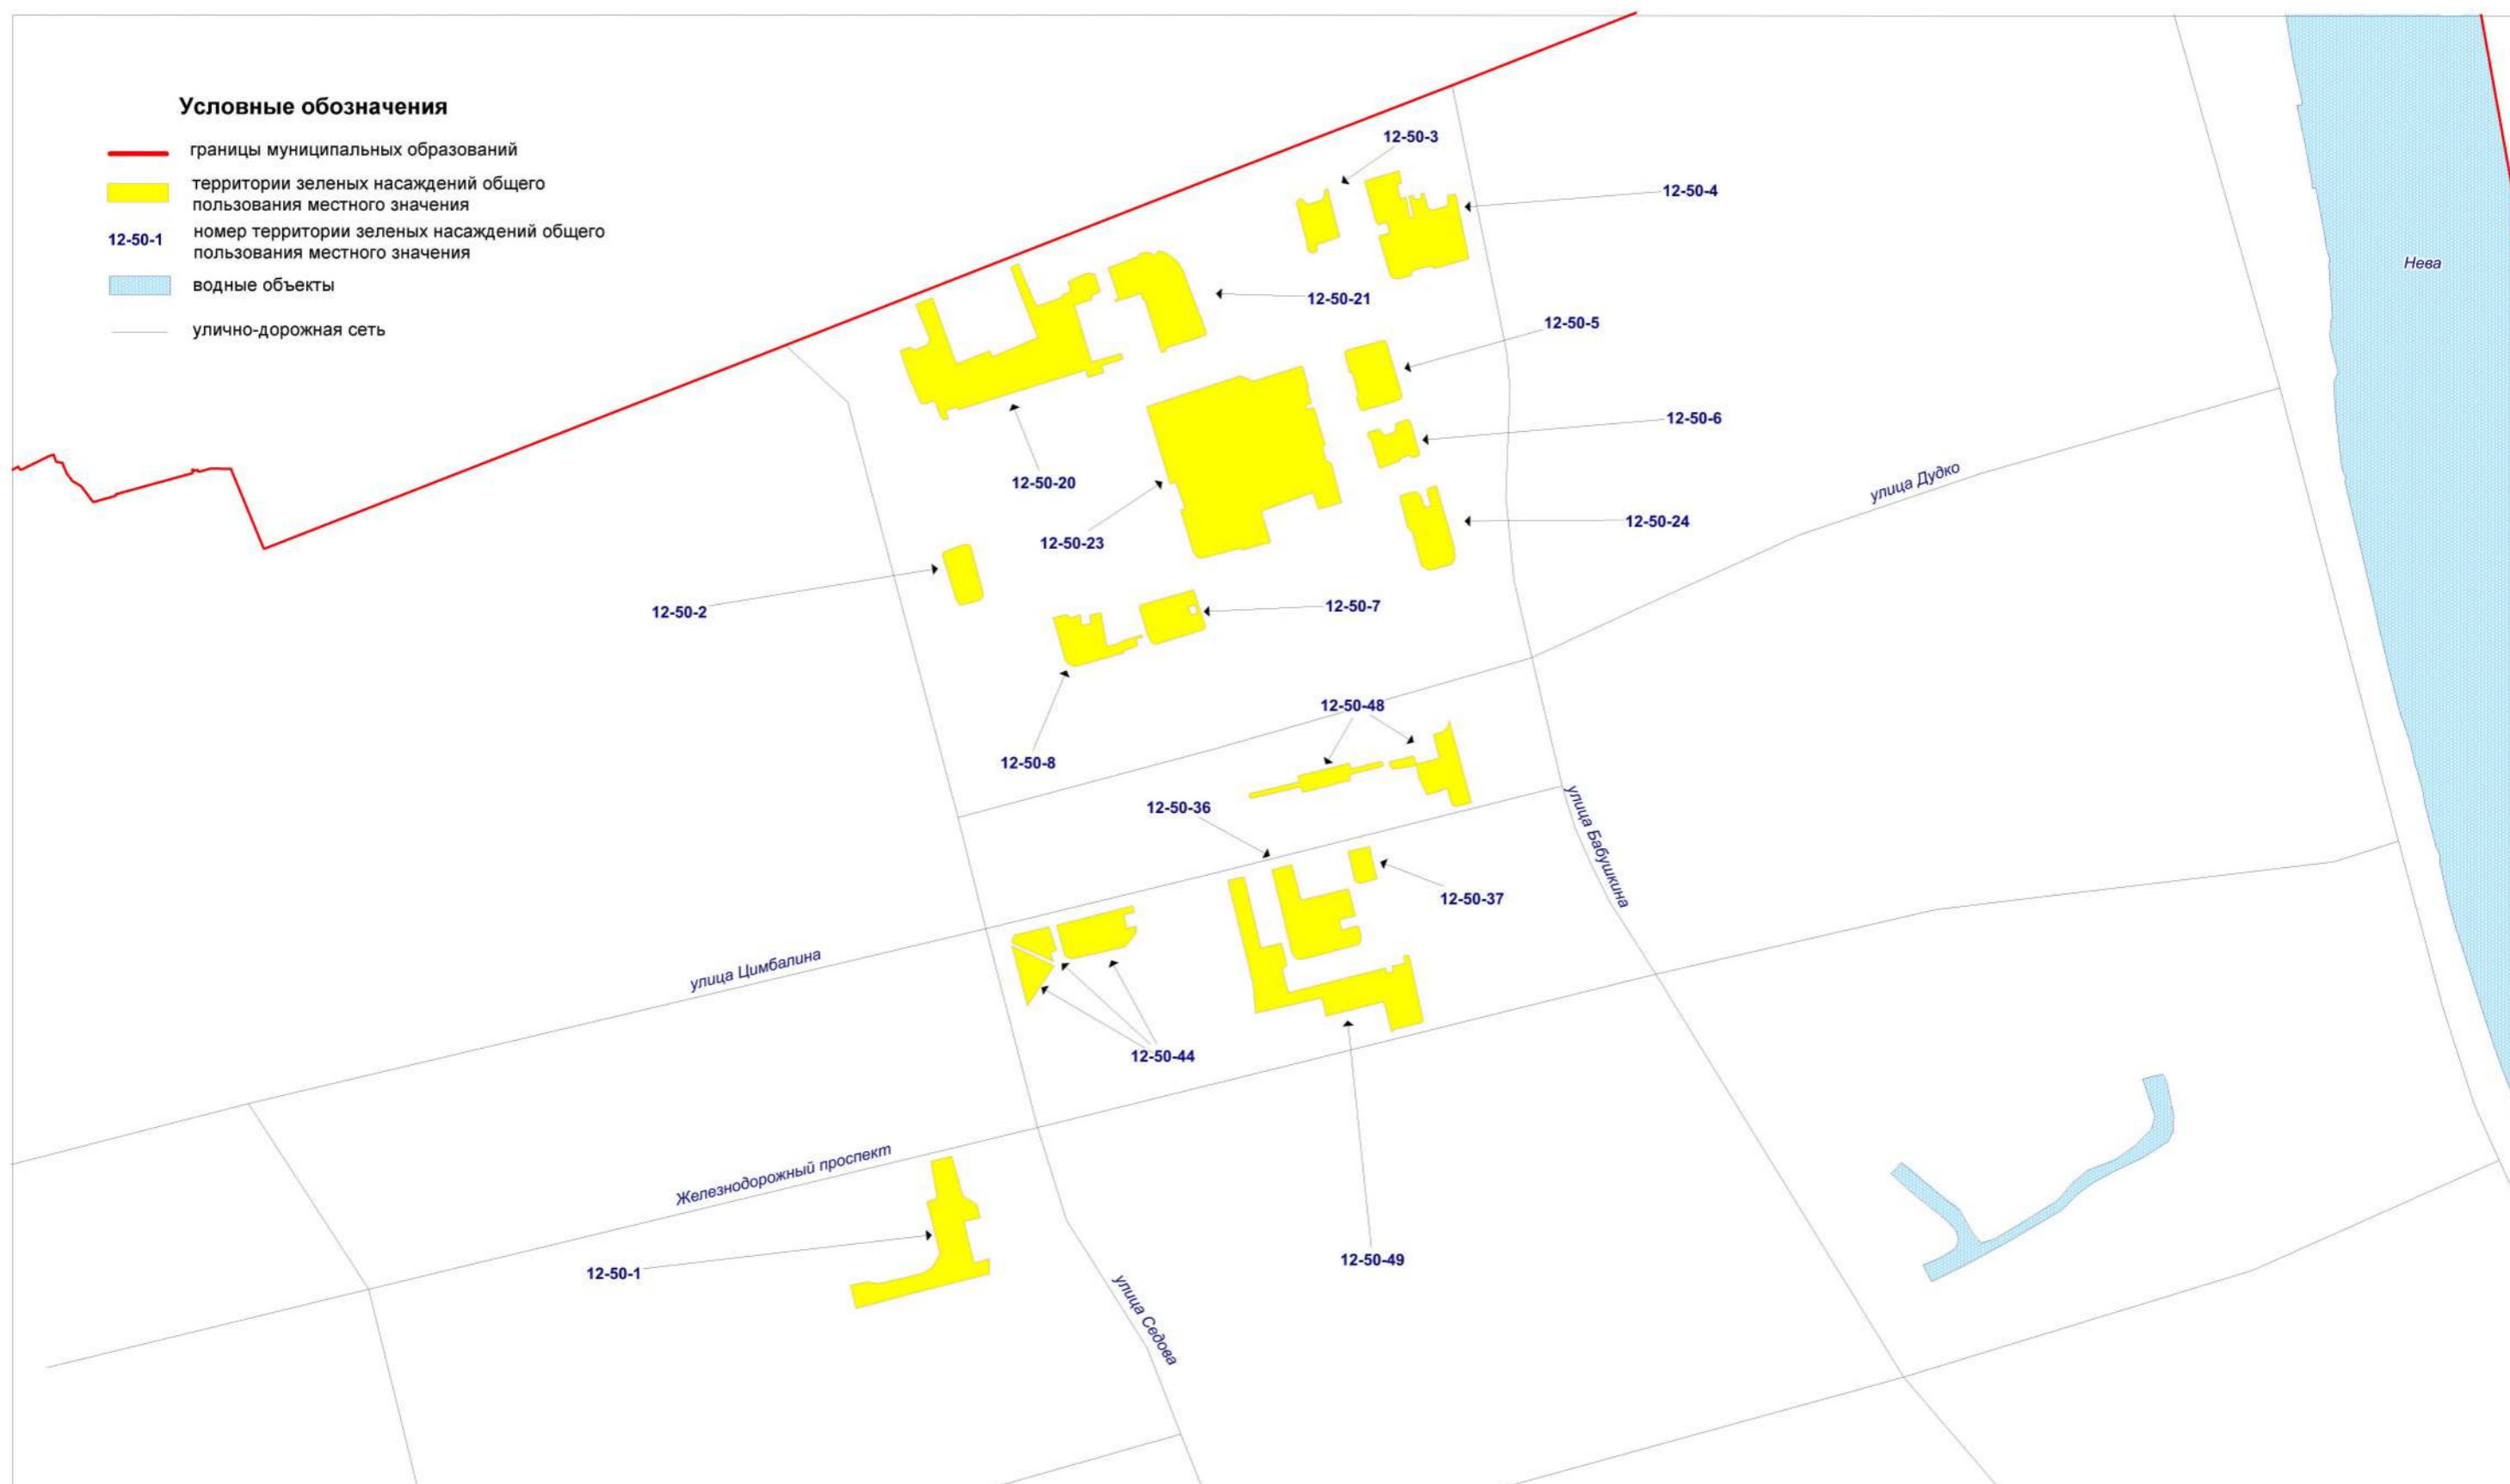 Условные обозначения
границы муниципальных образований
территории зеленых насаждений общего
пользования местного значения
12-50-1
номер территории зеленых насаждений общего
пользования местного значения
водные объекты
улично-дорожная сеть
12-50-3
12-50-4
Нева
12-50-21
12-50-5
12-50-6
12-50-20
улица Дудко
12-50-24
12-50-23
12-50-2
12-50-7
12-50-48
12-50-8
12-50-36
улица Бабушкина
12-50-37
улица Цимбалина
12-50-44
Железнодорожный проспект
12-50-49
12-50-1
улица Седова